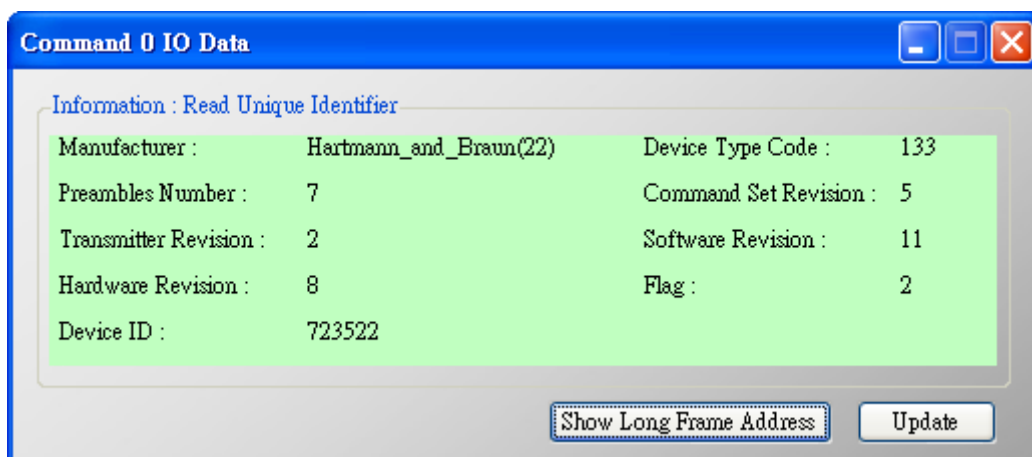 Command 0 IO Data
Information : Read Unique Identifier
Manufacturer : Hartmann_and_Braun(22) Device Type Code : 133
Preambles Number : 7 Command Set Revision : 5
Transmitter Revision : 2 Software Revision : 11
Hardware Revision : 8 Flag : 2
Device ID : 723522
Show Long Frame Address Update